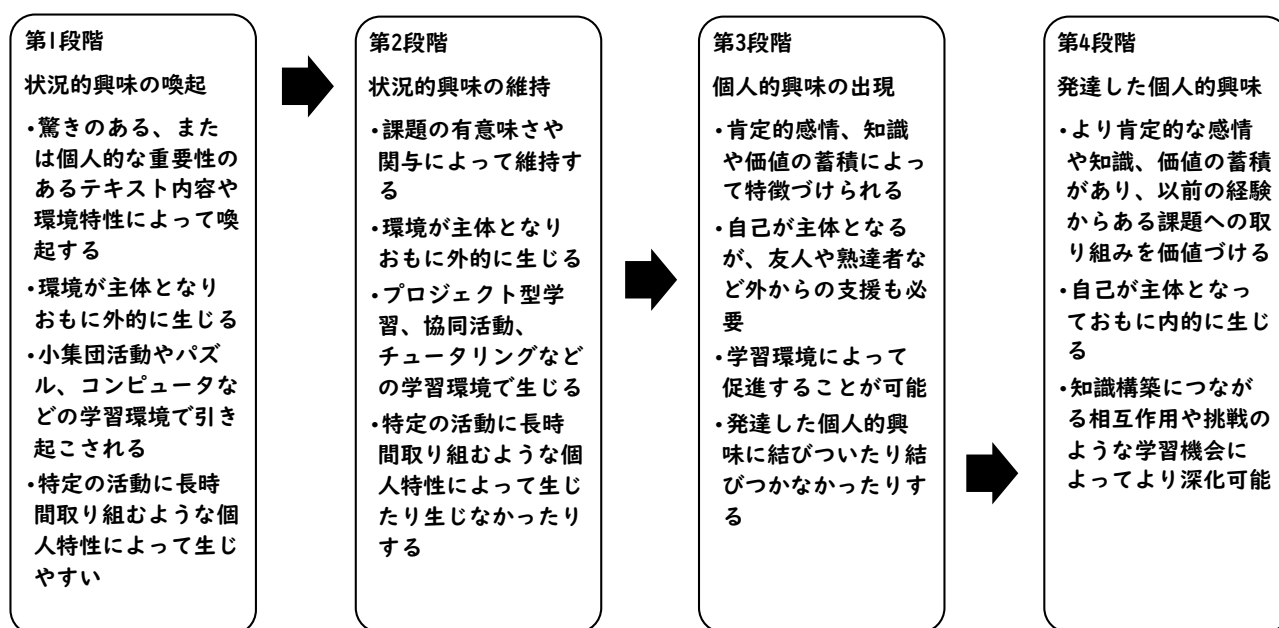 第1段階
状況的興味の喚起
・驚きのある、また
は個人的な重要性の
あるテキスト内容や
環境特性によって喚
起する
・環境が主体となり
おもに外的に生じる
・小集団活動やパズ
ル、コンピュータな
どの学習環境で引き
起こされる
・特定の活動に長時
間取り組むような個
人特性によって生じ
やすい
第2段階
状況的興味の維持
・課題の有意味さや
関与によって維持す
る
・環境が主体となり
おもに外的に生じる
・プロジェクト型学
習、協同活動、
チュータリングなど
の学習環境で生じる
・特定の活動に長時
間取り組むような個
人特性によって生じ
たり生じなかったり
する
第3段階
個人的興味の出現
・肯定的感情、知識
や価値の蓄積によっ
て特徴づけられる
・自己が主体となる
が、友人や熟達者な
ど外からの支援も必
要
・学習環境によって
促進することが可能
・発達した個人的興
味に結びついたり結
びつかなかったりす
る
第4段階
発達した個人的興味
・より肯定的な感情
や知識、価値の蓄積
があり、以前の経験
からある課題への取
り組みを価値づける
・自己が主体となっ
ておもに内的に生じ
る
・知識構築につなが
る相互作用や挑戦の
ような学習機会に
よってより深化可能